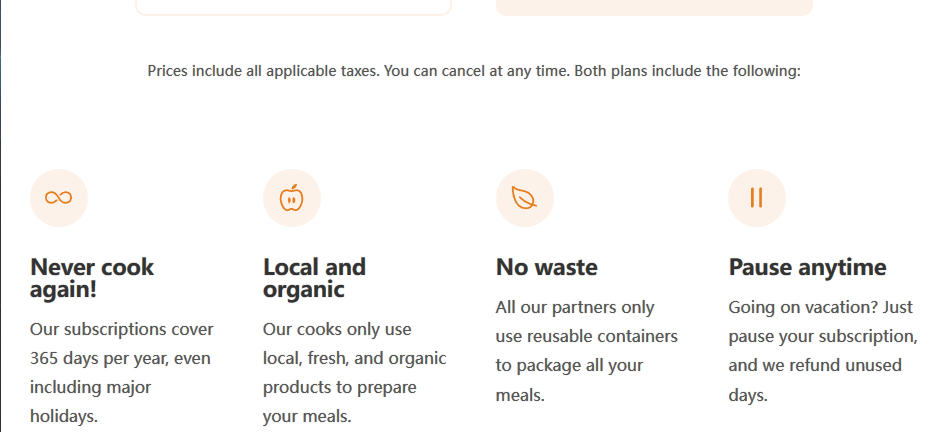 Prices include all applicable taxes. You can cancel at any time. Both plans include the following:
Never cook
again!
Our subscriptions cover
365 days per year, even
including major
holidays.
Local and
organic
Our cooks only use
local, fresh, and organic
products to prepare
your meals.
No waste
All our partners only
use reusable containers
to package all your
meals.
Pause anytime
Going on vacation? Just
pause your subscription,
and we refund unused
days.